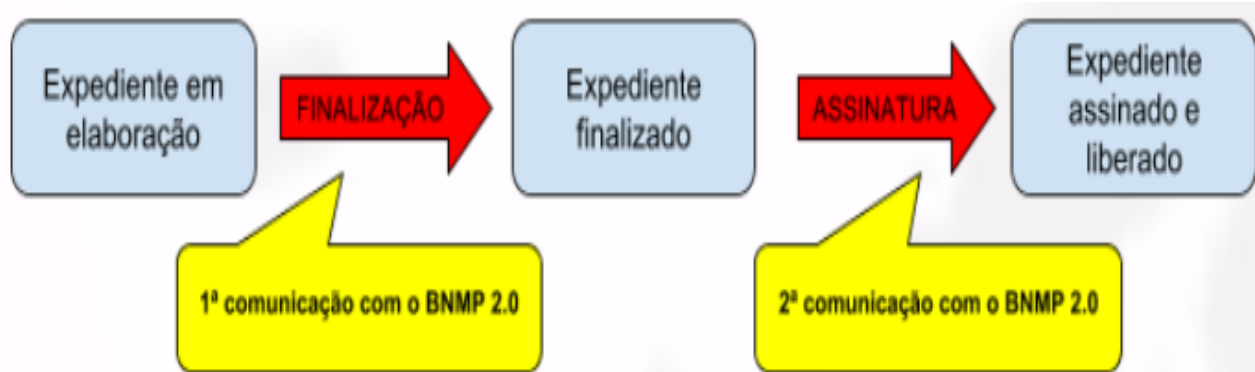 Expediente em
elaboração
FINALIZAÇÃO
Expediente
finalizado
ASSINATURA
Expediente
assinado e
liberado
1ª comunicação com o BNMP 2.0
2ª comunicação com o BNMP 2.0